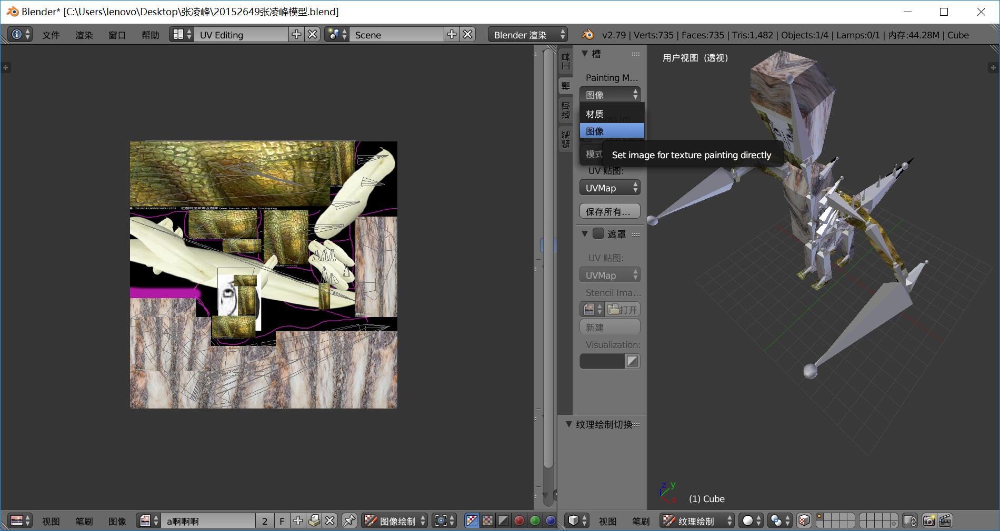 Blender* [C:\Users\lenovo\Desktop\张凌峰\20152649张凌峰模型.blend]
文件 渲染 窗口 帮助 UV Editing Scene Blender 渲染 v2.79 | Verts:735 | Faces:735 | Tris:1,482 | Objects:1/4 | Lamps:0/1 | 内存:44.28M | Cube
工具
槽
选项
蜡笔
槽
Painting M...
图像
材质
图像
模式
Set image for texture painting directly
UV 贴图:
UVMap
保存所有...
遮罩
UV 贴图:
UVMap
Stencil Ima...
打开
新建
Visualization:
纹理绘制切换
用户视图 (透视)
(1) Cube
z y
x
视图 笔刷 图像 a啊啊啊 2 F 图像绘制
视图 笔刷 纹理绘制